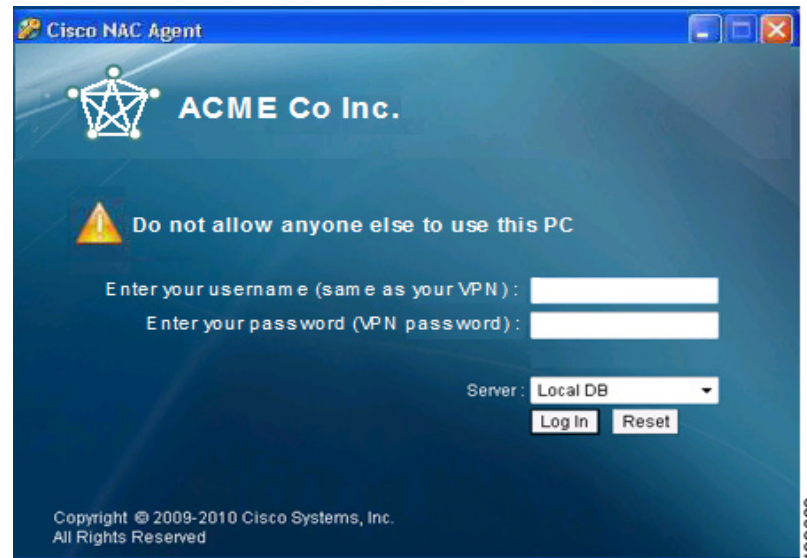 Cisco NAC Agent
ACME Co Inc.
Do not allow anyone else to use this PC
Enter your username (same as your VPN) :
Enter your password (VPN password) :
Server : Local DB
Log In Reset
Copyright © 2009-2010 Cisco Systems, Inc.
All Rights Reserved